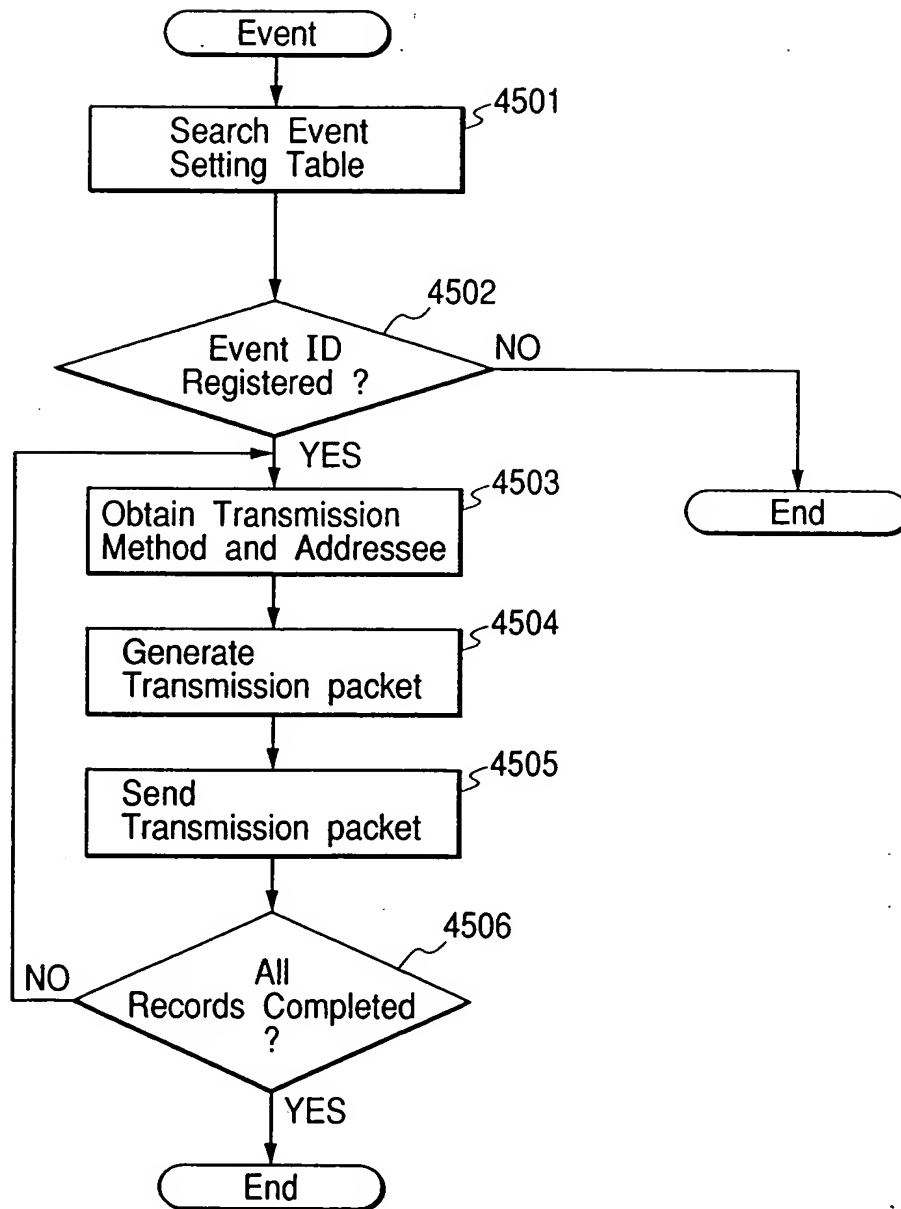 Event
4501
Search Event
Setting Table
4502
Event ID
Registered ?
NO
YES
4503
Obtain Transmission
Method and Addressee
End
4504
Generate
Transmission packet
4505
Send
Transmission packet
4506
All
Records Completed
?
NO
YES
End